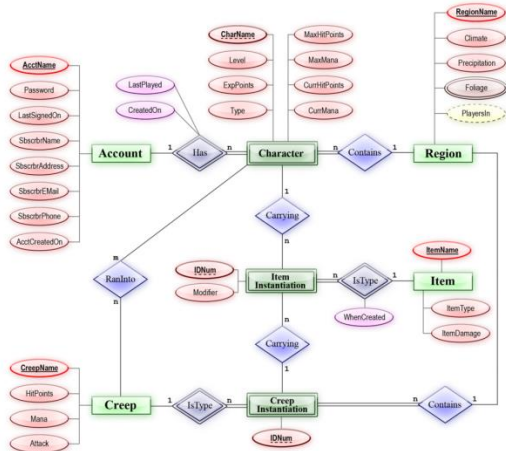 RegionName
CharName
MaxHitPoints
Climate
AcctName
Level
MaxMana
Precipitation
Password
LastPlayed
ExpPoints
CurrHitPoints
Foliage
LastSignedOn
CreatedOn
Type
CurrMana
PlayersIn
SbscrbrName
Account
1
Has
n
Character
n
Contains
1
Region
SbscrbrAddress
SbscrbrEMail
1
SbscrbrPhone
Carrying
AcctCreatedOn
n
ItemName
m
IDNum
RanInto
Modifier
Item
Instantiation
n
IsType
1
Item
n
n
WhenCreated
ItemType
ItemDamage
Carrying
CreepName
HitPoints
1
1
Creep
1
IsType
n
Creep
Instantiation
n
Contains
Mana
Attack
IDNum